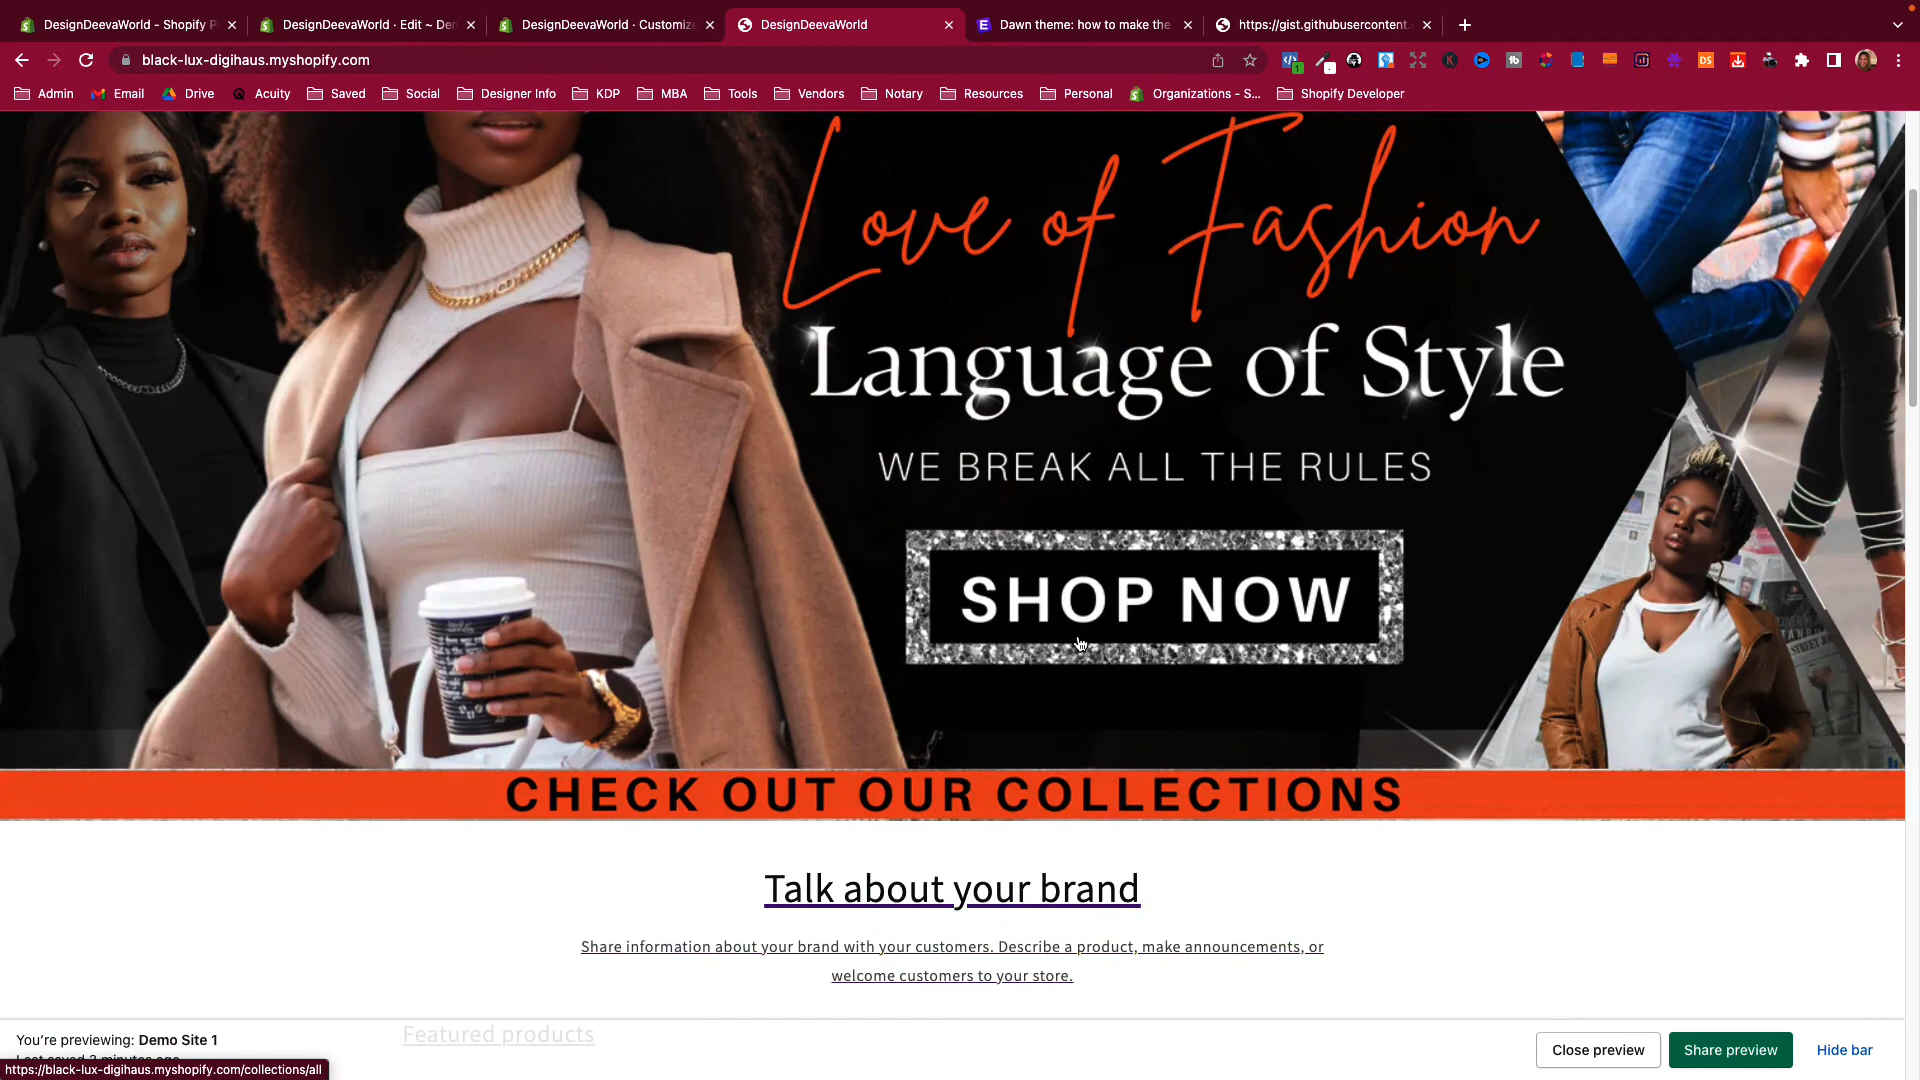 DesignDeevaWorld - Shopify P
DesignDeevaWorld · Edit ~ Den
DesignDeevaWorld · Customize
DesignDeevaWorld
Dawn theme: how to make the
https://gist.githubusercontent.
black-lux-digihaus.myshopify.com
Admin Email Drive Acuity Saved Social Designer Info KDP MBA Tools Vendors Notary Resources Personal Organizations - S... Shopify Developer
Love of Fashion
Language of Style
WE BREAK ALL THE RULES
SHOP NOW
CHECK OUT OUR COLLECTIONS
Talk about your brand
Share information about your brand with your customers. Describe a product, make announcements, or
welcome customers to your store.
Featured products
You're previewing: Demo Site 1
Close preview
Share preview
Hide bar
https://black-lux-digihaus.myshopify.com/collections/all